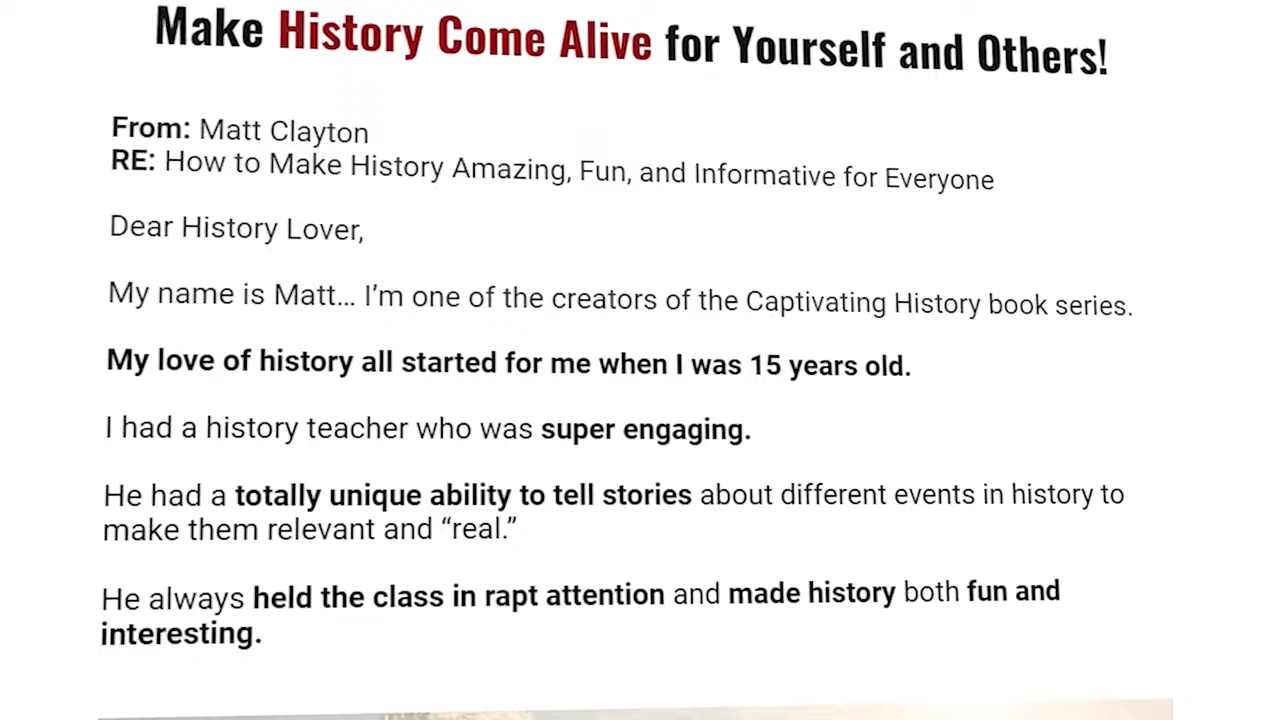 Make History Come Alive for Yourself and Others!
From: Matt Clayton
RE: How to Make History Amazing, Fun, and Informative for Everyone
Dear History Lover,
My name is Matt... I'm one of the creators of the Captivating History book series.
My love of history all started for me when I was 15 years old.
I had a history teacher who was super engaging.
He had a totally unique ability to tell stories about different events in history to
make them relevant and “real.”
He always held the class in rapt attention and made history both fun and
interesting.